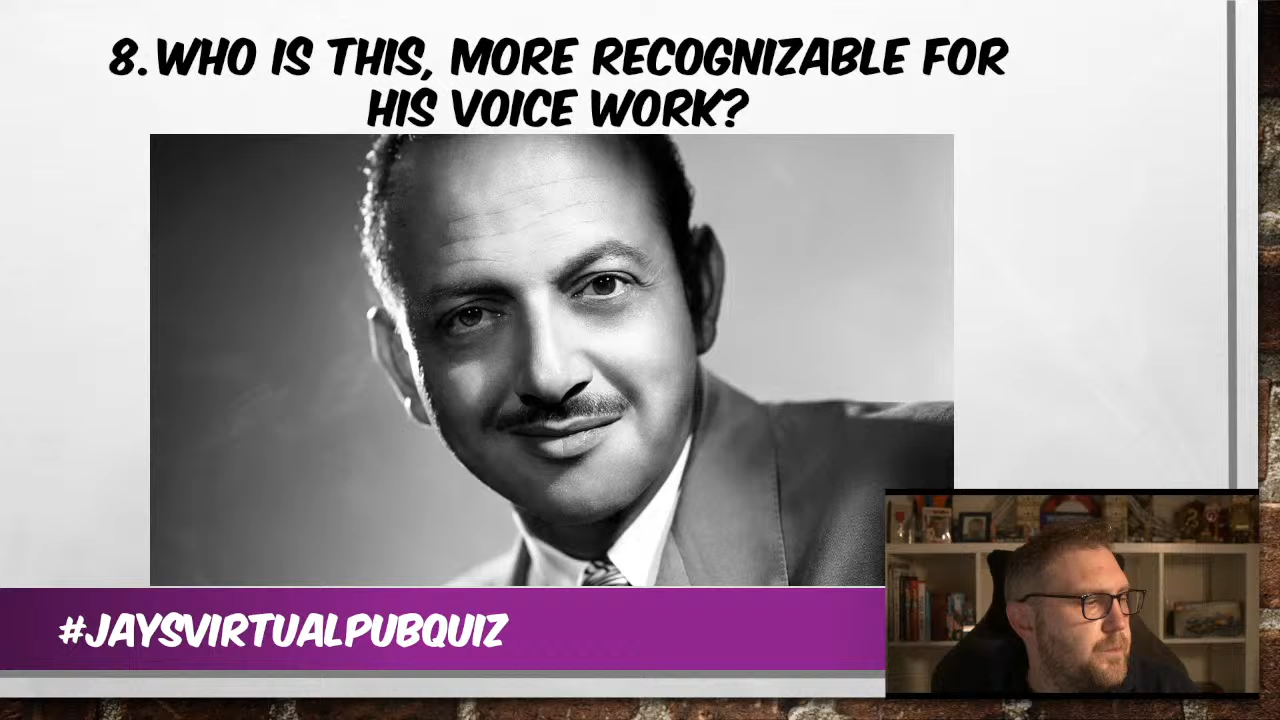 8. WHO IS THIS, MORE RECOGNIZABLE FOR
HIS VOICE WORK?
#JAYSVIRTUALPUBQUIZ